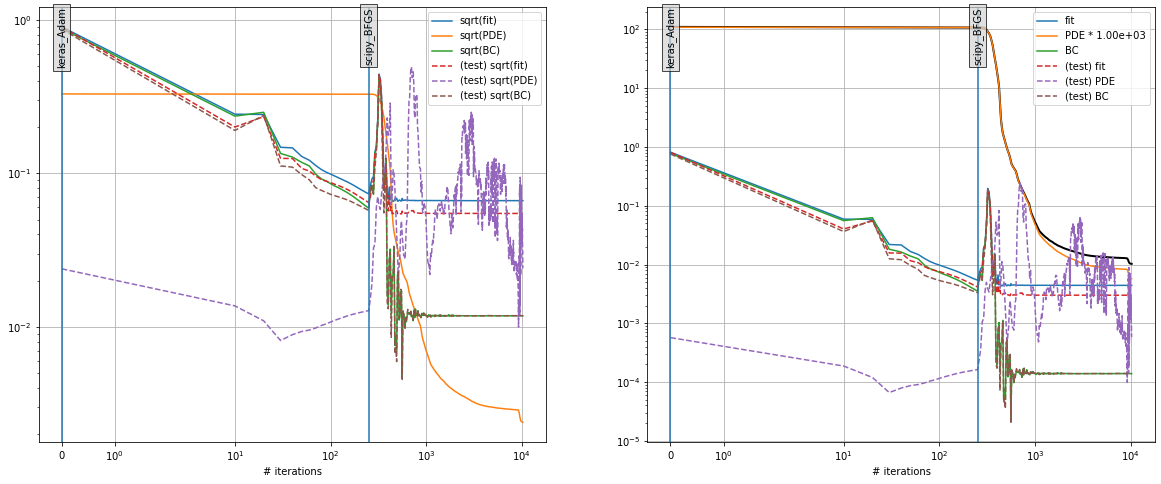 10⁰
10⁻¹
10⁻²
keras_Adam
scipy_BFGS
sqrt(fit)
sqrt(PDE)
sqrt(BC)
(test) sqrt(fit)
(test) sqrt(PDE)
(test) sqrt(BC)
0 10⁰ 10¹ 10² 10³ 10⁴
# iterations
10²
10¹
10⁰
10⁻¹
10⁻²
10⁻³
10⁻⁴
10⁻⁵
keras_Adam
scipy_BFGS
fit
PDE * 1.00e+03
BC
(test) fit
(test) PDE
(test) BC
0 10⁰ 10¹ 10² 10³ 10⁴
# iterations